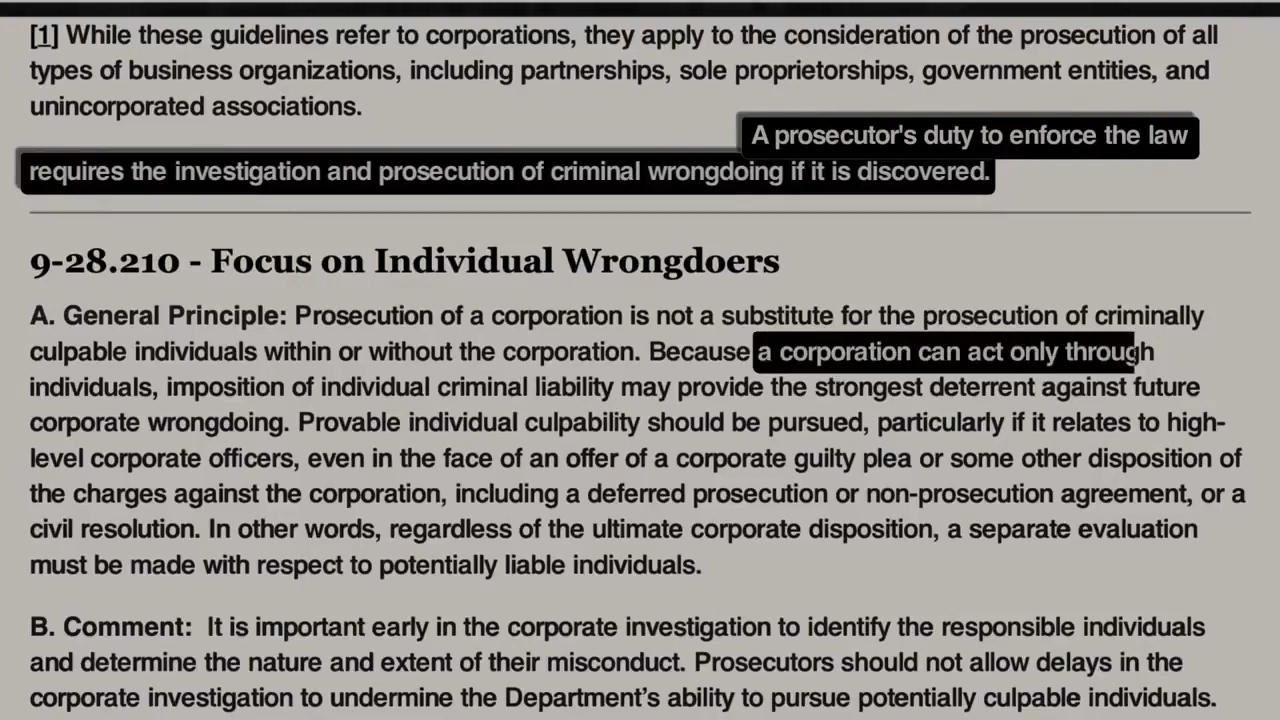 [1] While these guidelines refer to corporations, they apply to the consideration of the prosecution of all
types of business organizations, including partnerships, sole proprietorships, government entities, and
unincorporated associations.
A prosecutor's duty to enforce the law
requires the investigation and prosecution of criminal wrongdoing if it is discovered.
9-28.210 - Focus on Individual Wrongdoers
A. General Principle: Prosecution of a corporation is not a substitute for the prosecution of criminally
culpable individuals within or without the corporation. Because a corporation can act only through
individuals, imposition of individual criminal liability may provide the strongest deterrent against future
corporate wrongdoing. Provable individual culpability should be pursued, particularly if it relates to high-
level corporate officers, even in the face of an offer of a corporate guilty plea or some other disposition of
the charges against the corporation, including a deferred prosecution or non-prosecution agreement, or a
civil resolution. In other words, regardless of the ultimate corporate disposition, a separate evaluation
must be made with respect to potentially liable individuals.
B. Comment: It is important early in the corporate investigation to identify the responsible individuals
and determine the nature and extent of their misconduct. Prosecutors should not allow delays in the
corporate investigation to undermine the Department’s ability to pursue potentially culpable individuals.